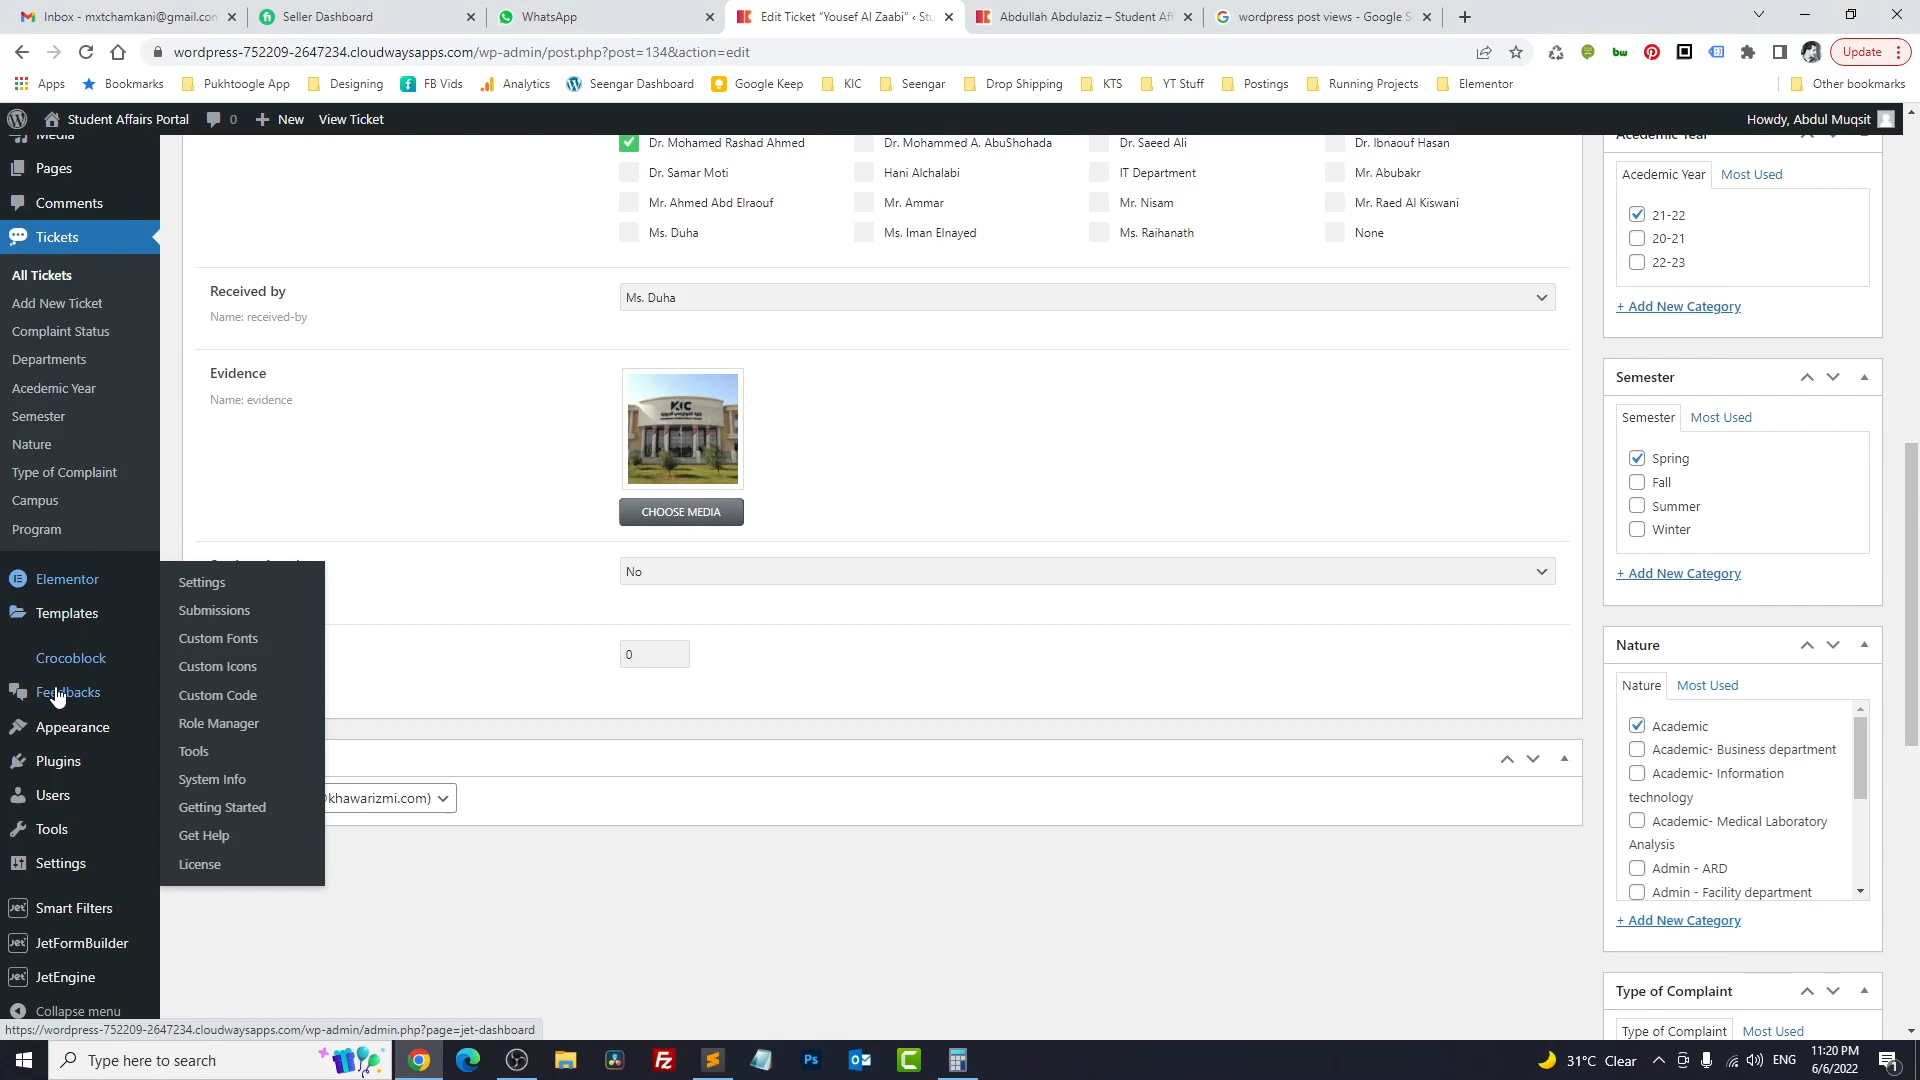 Inbox - mxtchamkani@gmail.con
Seller Dashboard
WhatsApp
Edit Ticket “Yousef Al Zaabi” ‹ Stu
Abdullah Abdulaziz – Student Aff
wordpress post views - Google S
wordpress-752209-2647234.cloudwaysapps.com/wp-admin/post.php?post=134&action=edit
Update
Apps
Bookmarks
Pukhtoogle App
Designing
FB Vids
Analytics
Seengar Dashboard
Google Keep
KIC
Seengar
Drop Shipping
KTS
YT Stuff
Postings
Running Projects
Elementor
Other bookmarks
Student Affairs Portal
0
New
View Ticket
Howdy, Abdul Muqsit
Media
Pages
Comments
Tickets
All Tickets
Add New Ticket
Complaint Status
Departments
Acedemic Year
Semester
Nature
Type of Complaint
Campus
Program
Elementor
Templates
Crocoblock
Feedbacks
Appearance
Plugins
Users
Tools
Settings
Smart Filters
JetFormBuilder
JetEngine
Collapse menu
Settings
Submissions
Custom Fonts
Custom Icons
Custom Code
Role Manager
Tools
System Info
Getting Started
Get Help
License
Dr. Mohamed Rashad Ahmed
Dr. Mohammed A. AbuShohada
Dr. Saeed Ali
Dr. Ibnaouf Hasan
Dr. Samar Moti
Hani Alchalabi
IT Department
Mr. Abubakr
Mr. Ahmed Abd Elraouf
Mr. Ammar
Mr. Nisam
Mr. Raed Al Kiswani
Ms. Duha
Ms. Iman Elnayed
Ms. Raihanath
None
Received by
Name: received-by
Ms. Duha
Evidence
Name: evidence
KIC
CHOOSE MEDIA
No
0
khawarizmi.com)
Acedemic Year
Acedemic Year
Most Used
21-22
20-21
22-23
+ Add New Category
Semester
Semester
Most Used
Spring
Fall
Summer
Winter
+ Add New Category
Nature
Nature
Most Used
Academic
Academic- Business department
Academic- Information
technology
Academic- Medical Laboratory
Analysis
Admin - ARD
Admin - Facility department
+ Add New Category
Type of Complaint
Type of Complaint
Most Used
https://wordpress-752209-2647234.cloudwaysapps.com/wp-admin/admin.php?page=jet-dashboard
Type here to search
31°C Clear
ENG
11:20 PM
6/6/2022
1